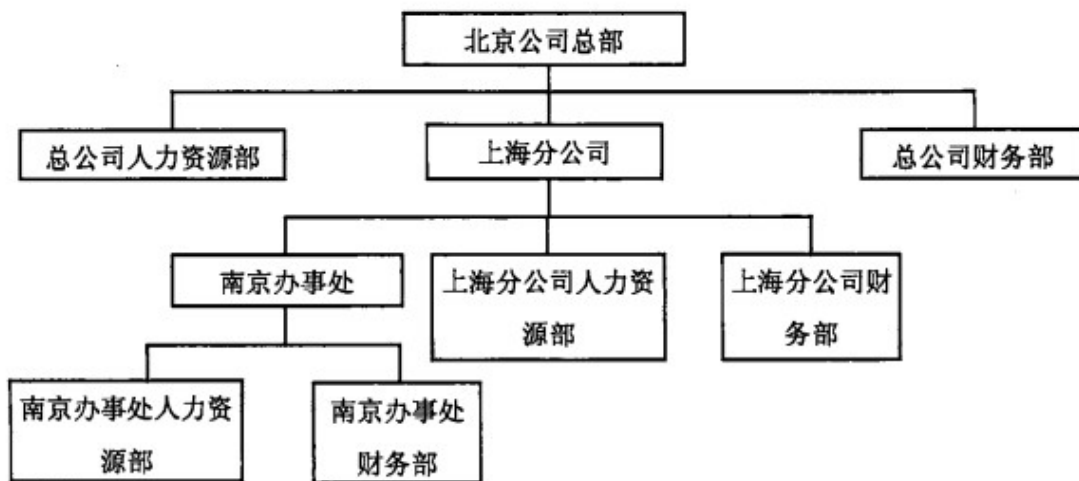 北京公司总部
总公司人力资源部
上海分公司
总公司财务部
南京办事处
上海分公司人力资
源部
上海分公司财
务部
南京办事处人力资
源部
南京办事处
财务部